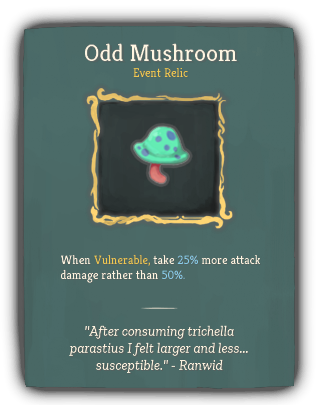 Odd Mushroom
Event Relic
When Vulnerable, take 25% more attack
damage rather than 50%.
"After consuming trichella
parastius I felt larger and less...
susceptible." - Ranwid